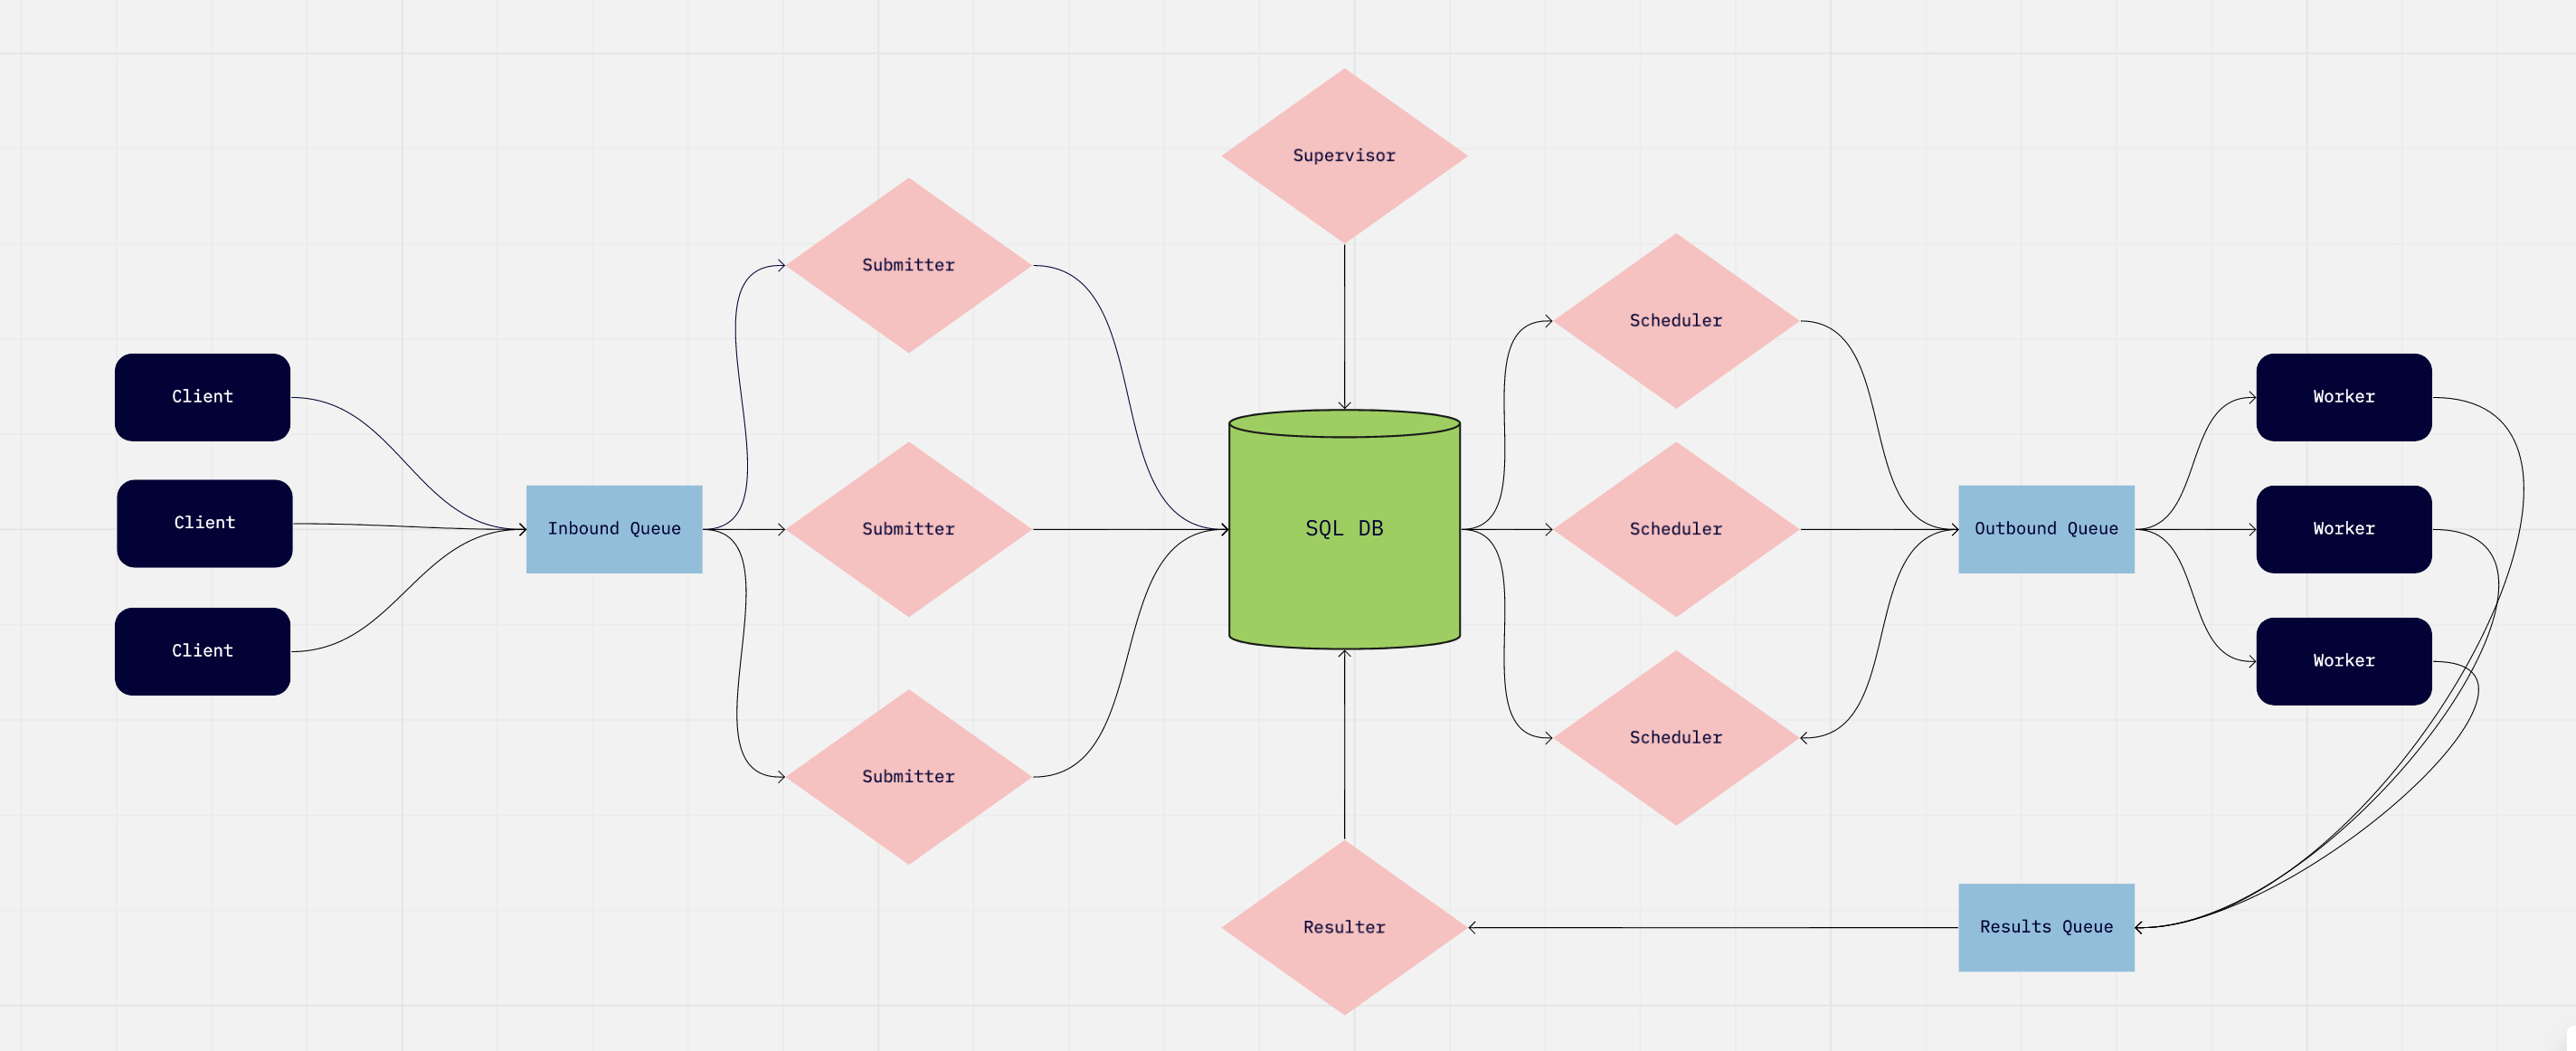 Supervisor
Submitter
Scheduler
Client
Worker
Client
Inbound Queue
Submitter
SQL DB
Scheduler
Outbound Queue
Worker
Client
Worker
Scheduler
Submitter
Resulter
Results Queue